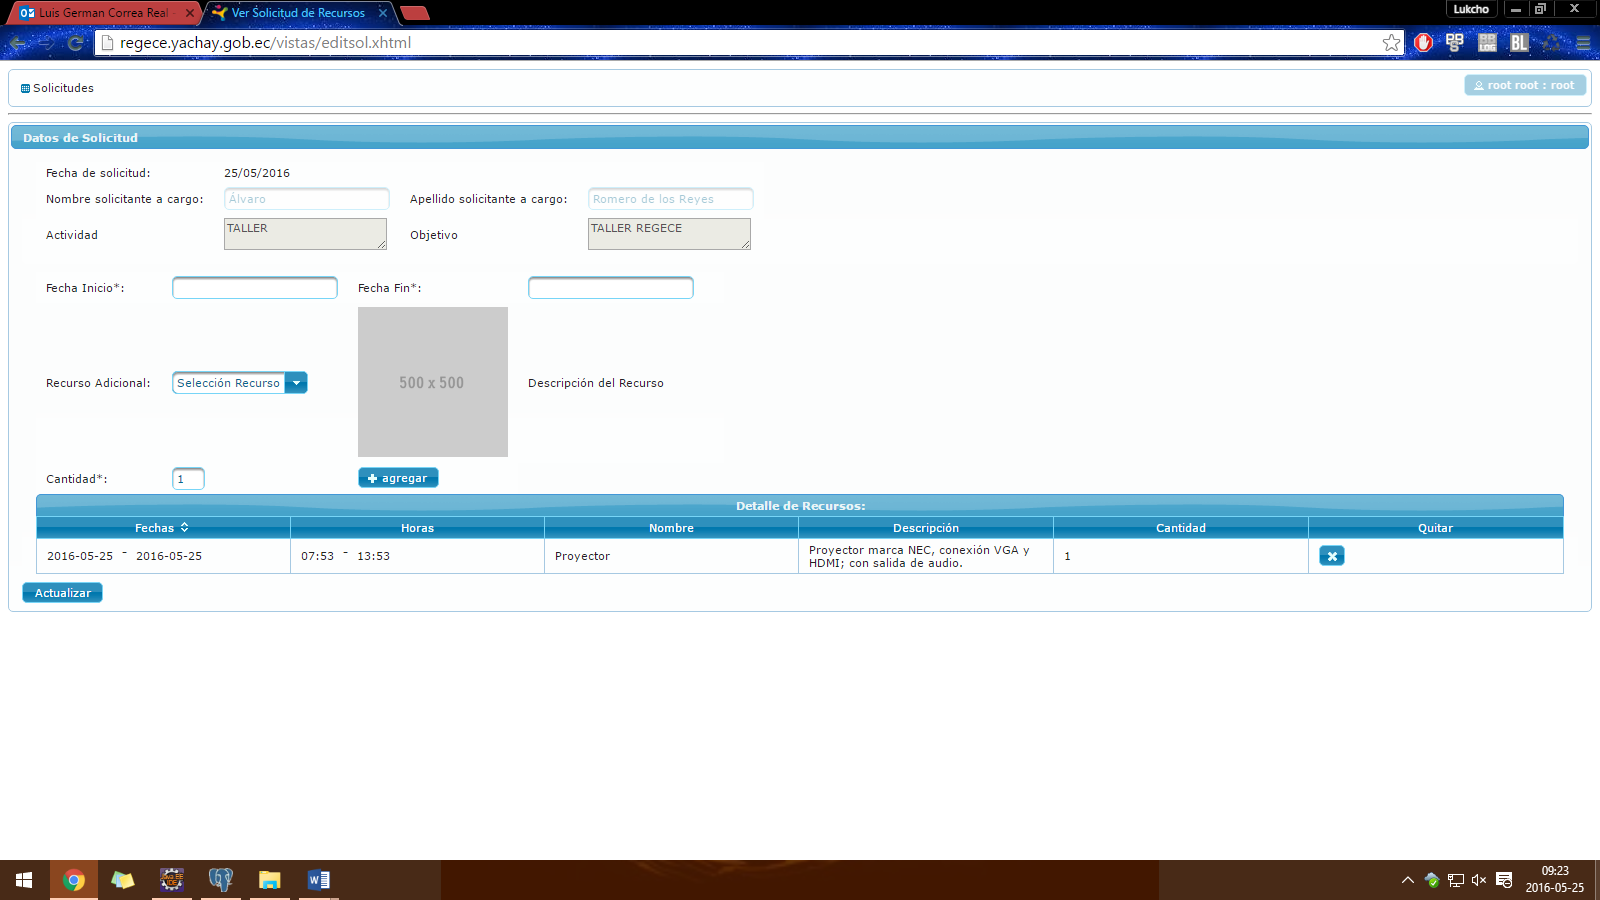 Luis German Correa Real
Ver Solicitud de Recursos
Lukcho
regece.yachay.gob.ec/vistas/editsol.xhtml
Solicitudes
root root : root
Datos de Solicitud
Fecha de solicitud: 25/05/2016
Nombre solicitante a cargo: Álvaro Apellido solicitante a cargo: Romero de los Reyes
Actividad TALLER Objetivo TALLER REGECE
Fecha Inicio*: Fecha Fin*:
500 x 500
Recurso Adicional: Selección Recurso Descripción del Recurso
Cantidad*: 1 agregar
Detalle de Recursos:
Fechas Horas Nombre Descripción Cantidad Quitar
2016-05-25 - 2016-05-25 07:53 - 13:53 Proyector Proyector marca NEC, conexión VGA y 1
HDMI; con salida de audio.
Actualizar
09:23
2016-05-25